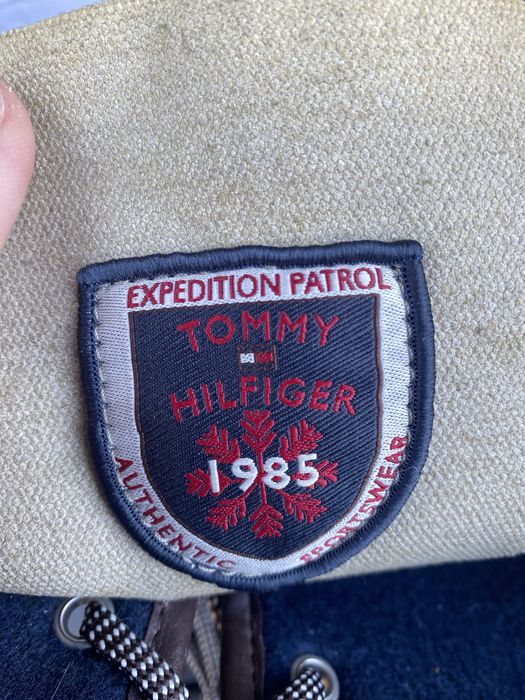 EXPEDITION PATROL
TOMMY
HILFIGER
1985
AUTHENTIC
SPORTSWEAR